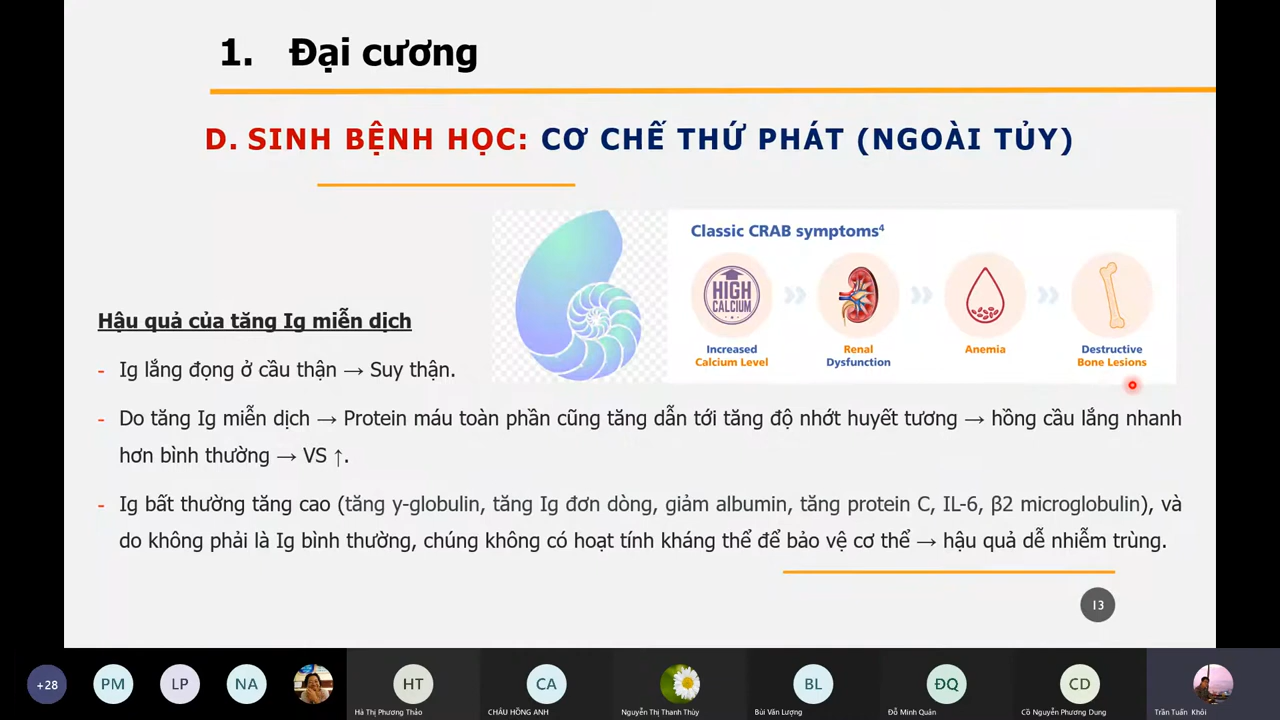 1. Đại cương
D. SINH BỆNH HỌC: CƠ CHẾ THỨ PHÁT (NGOÀI TỦY)
Classic CRAB symptoms⁴
HIGH
CALCIUM
Increased
Calcium Level
Renal
Dysfunction
Anemia
Destructive
Bone Lesions
Hậu quả của tăng Ig miễn dịch
- Ig lắng đọng ở cầu thận → Suy thận.
- Do tăng Ig miễn dịch → Protein máu toàn phần cũng tăng dẫn tới tăng độ nhớt huyết tương → hồng cầu lắng nhanh
hơn bình thường → VS ↑.
- Ig bất thường tăng cao (tăng y-globulin, tăng Ig đơn dòng, giảm albumin, tăng protein C, IL-6, β2 microglobulin), và
do không phải là Ig bình thường, chúng không có hoạt tính kháng thể để bảo vệ cơ thể → hậu quả dễ nhiễm trùng.
13
+28
PM
LP
NA
HT
CA
BL
ĐQ
CD
Hà Thị Phương Thảo
CHÂU HỒNG ANH
Nguyễn Thị Thanh Thủy
Bùi Văn Lượng
Đỗ Minh Quân
Cồ Nguyễn Phương Dung
Trần Tuấn Khôi